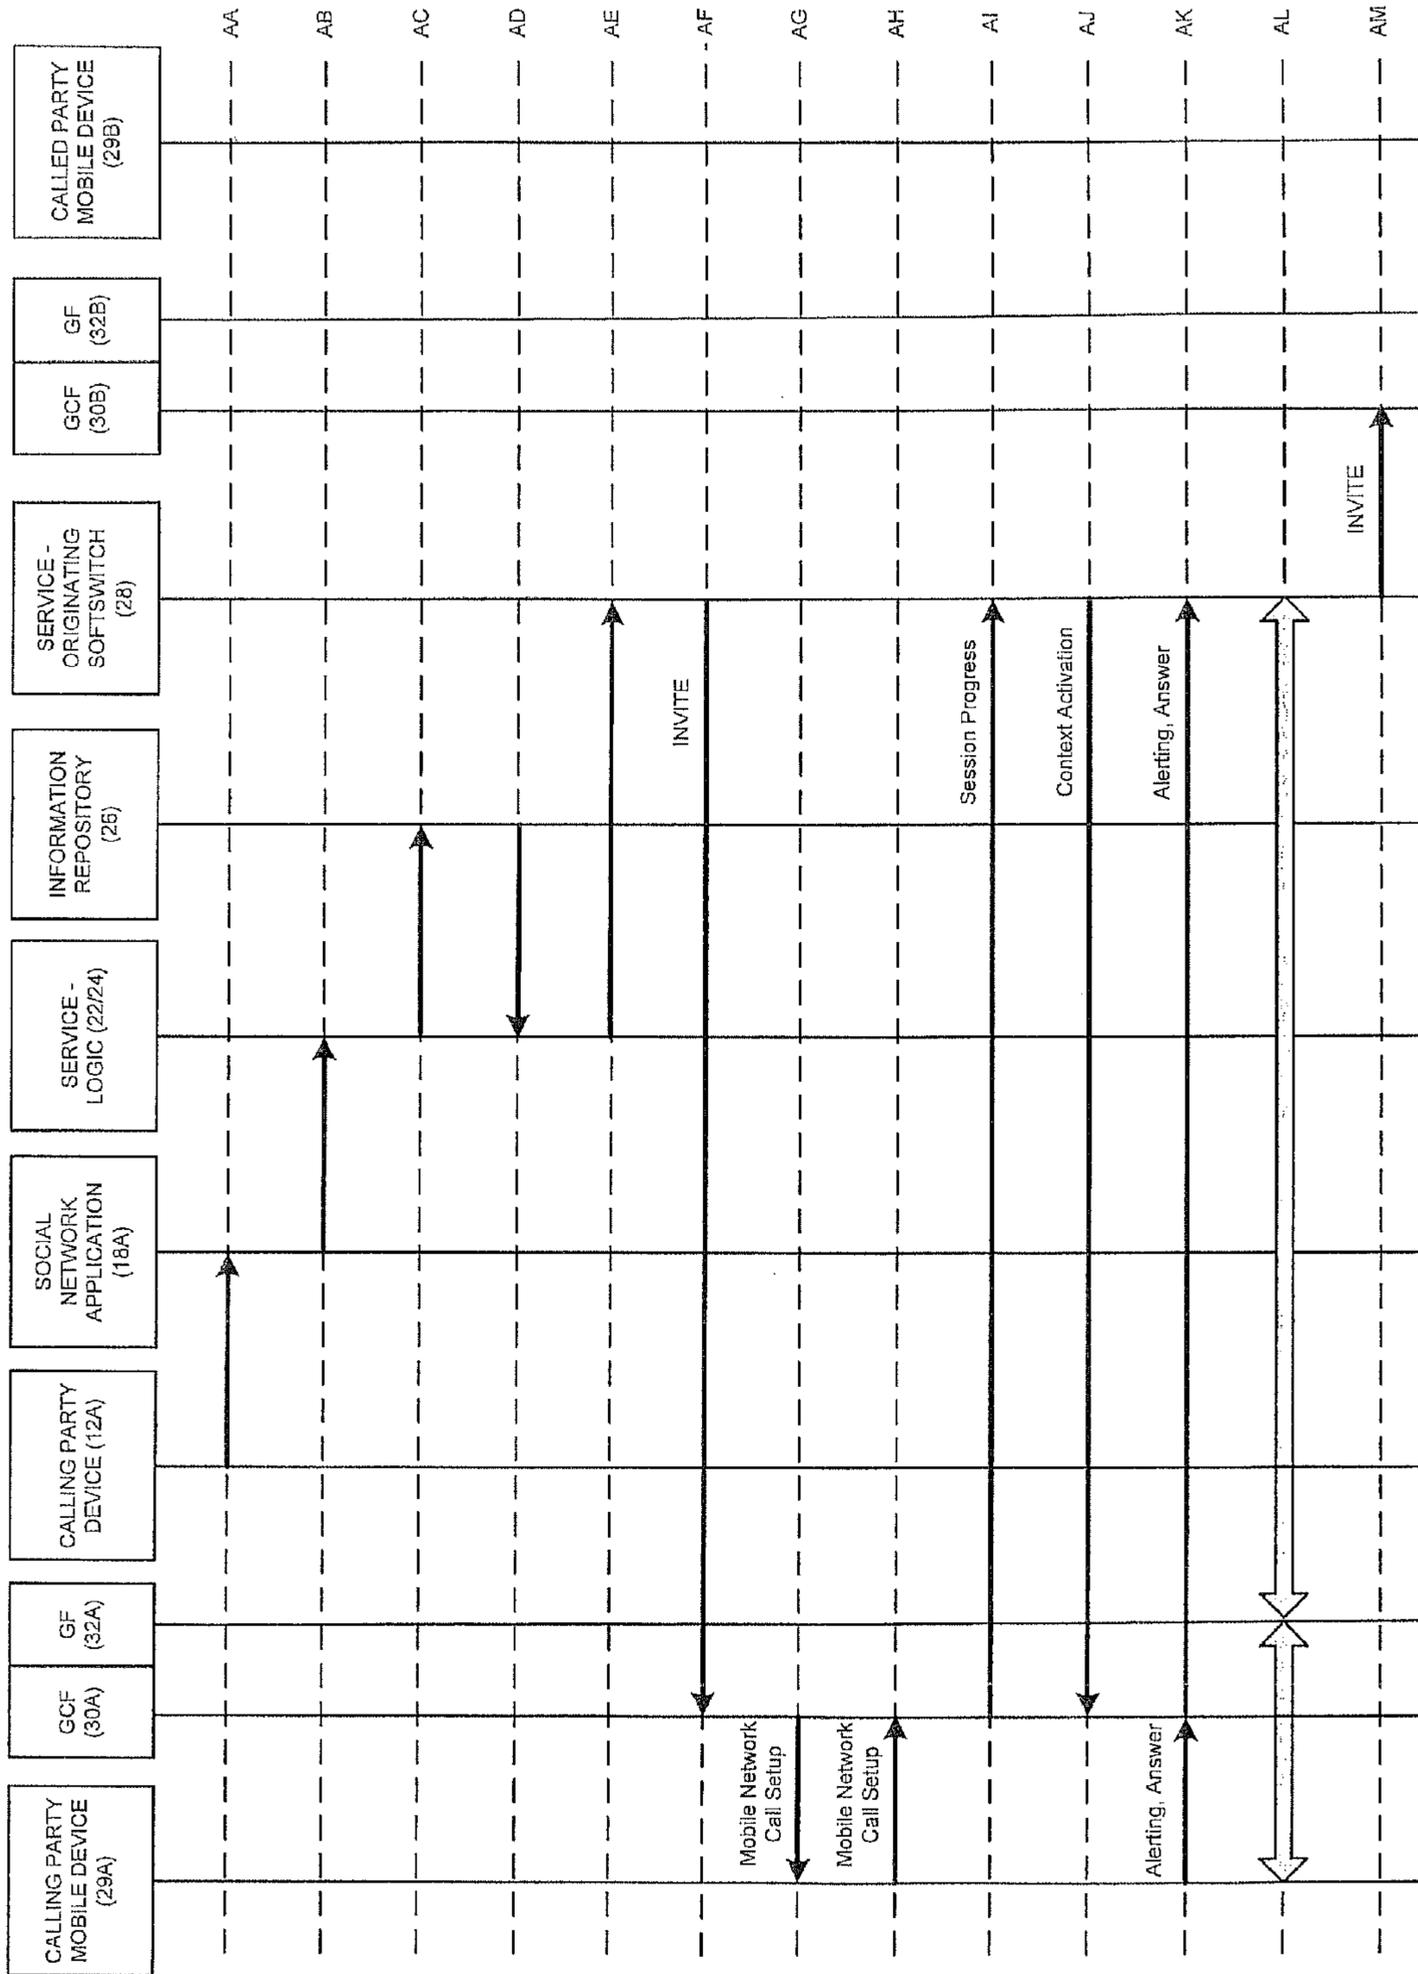 CALLING PARTY
MOBILE DEVICE
(29A)
GCF
(30A)
GF
(32A)
CALLING PARTY
DEVICE (12A)
SOCIAL
NETWORK
APPLICATION
(18A)
SERVICE -
LOGIC (22/24)
INFORMATION
REPOSITORY
SERVICE -
ORIGINATING
SOFTSWITCH
(28)
GCF
(30B)
GF
(32B)
CALLED PARTY
MOBILE DEVICE
(29B)
AA
AB
AC
AD
AE
INVITE
AF
Mobile Network
Call Setup
AG
Mobile Network
Call Setup
AH
Session Progress
AI
Context Activation
AJ
Alerting, Answer
Alerting, Answer
AK
AL
INVITE
AM